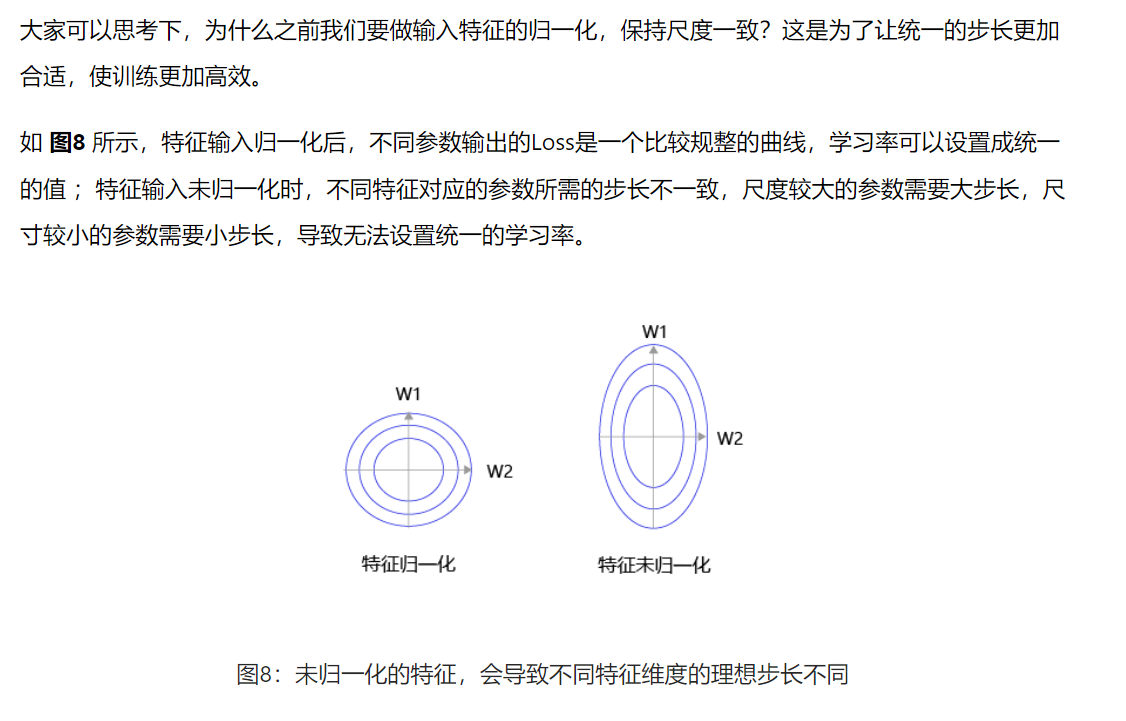 大家可以思考下，为什么之前我们要做输入特征的归一化，保持尺度一致？这是为了让统一的步长更加
合适，使训练更加高效。
如 图8 所示，特征输入归一化后，不同参数输出的Loss是一个比较规整的曲线，学习率可以设置成统一
的值 ；特征输入未归一化时，不同特征对应的参数所需的步长不一致，尺度较大的参数需要大步长，尺
寸较小的参数需要小步长，导致无法设置统一的学习率。
W1
W2
特征归一化
W1
W2
特征未归一化
图8：未归一化的特征，会导致不同特征维度的理想步长不同